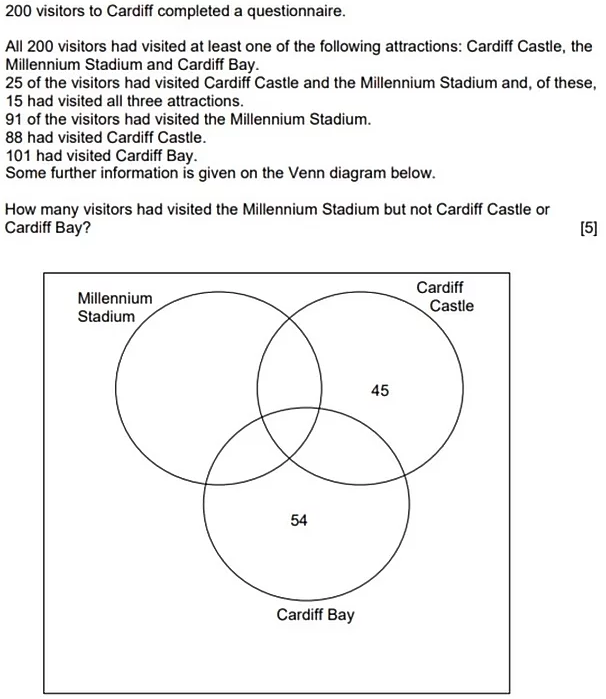 200 visitors to Cardiff completed a questionnaire.
All 200 visitors had visited at least one of the following attractions: Cardiff Castle, the
Millennium Stadium and Cardiff Bay.
25 of the visitors had visited Cardiff Castle and the Millennium Stadium and, of these,
15 had visited all three attractions.
91 of the visitors had visited the Millennium Stadium.
88 had visited Cardiff Castle.
101 had visited Cardiff Bay.
Some further information is given on the Venn diagram below.
How many visitors had visited the Millennium Stadium but not Cardiff Castle or
Cardiff Bay? [5]
Millennium
Stadium
Cardiff
Castle
45
54
Cardiff Bay